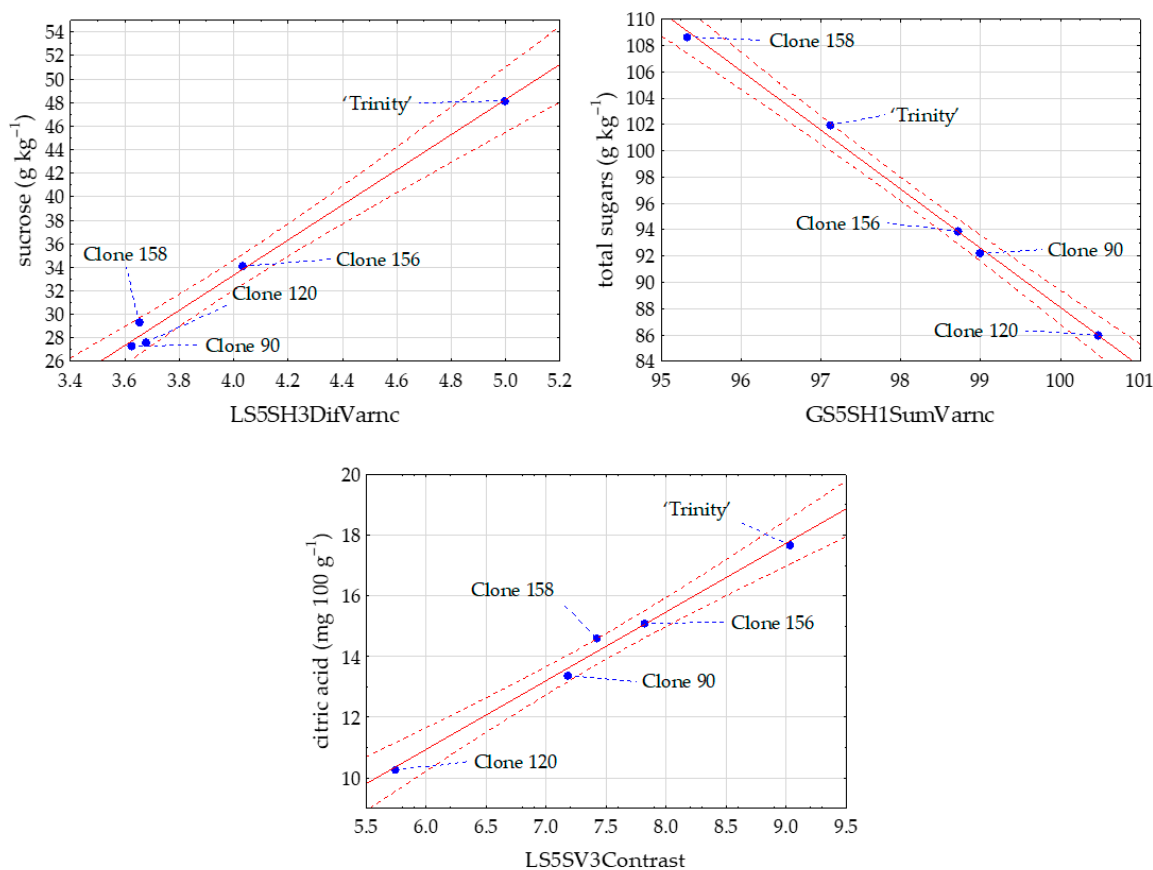 54
52
50
48
46
44
42
40
38
36
34
32
30
28
26
sucrose (g kg⁻¹)
‘Trinity’
Clone 158
Clone 156
Clone 120
Clone 90
3.4 3.6 3.8 4.0 4.2 4.4 4.6 4.8 5.0 5.2
LS5SH3DifVarnc
110
108
106
104
102
100
98
96
94
92
90
88
86
84
total sugars (g kg⁻¹)
Clone 158
‘Trinity’
Clone 156
Clone 90
Clone 120
95 96 97 98 99 100 101
GS5SH1SumVarnc
20
18
16
14
12
10
citric acid (mg 100 g⁻¹)
‘Trinity’
Clone 158
Clone 156
Clone 90
Clone 120
5.5 6.0 6.5 7.0 7.5 8.0 8.5 9.0 9.5
LS5SV3Contrast